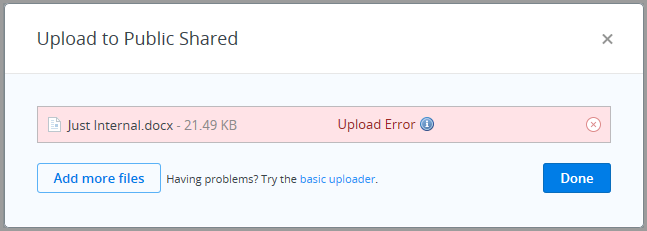 Upload to Public Shared
Just Internal.docx - 21.49 KB Upload Error
Add more files Having problems? Try the basic uploader. Done